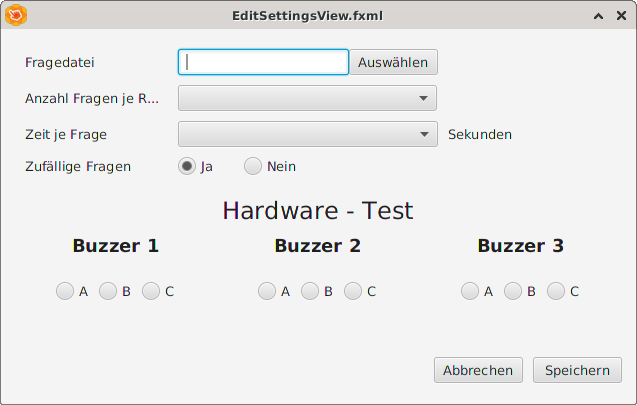 EditSettingsView.fxml
Fragedatei Auswählen
Anzahl Fragen je R...
Zeit je Frage Sekunden
Zufällige Fragen Ja Nein
Hardware - Test
Buzzer 1 Buzzer 2 Buzzer 3
A B C A B C A B C
Abbrechen Speichern